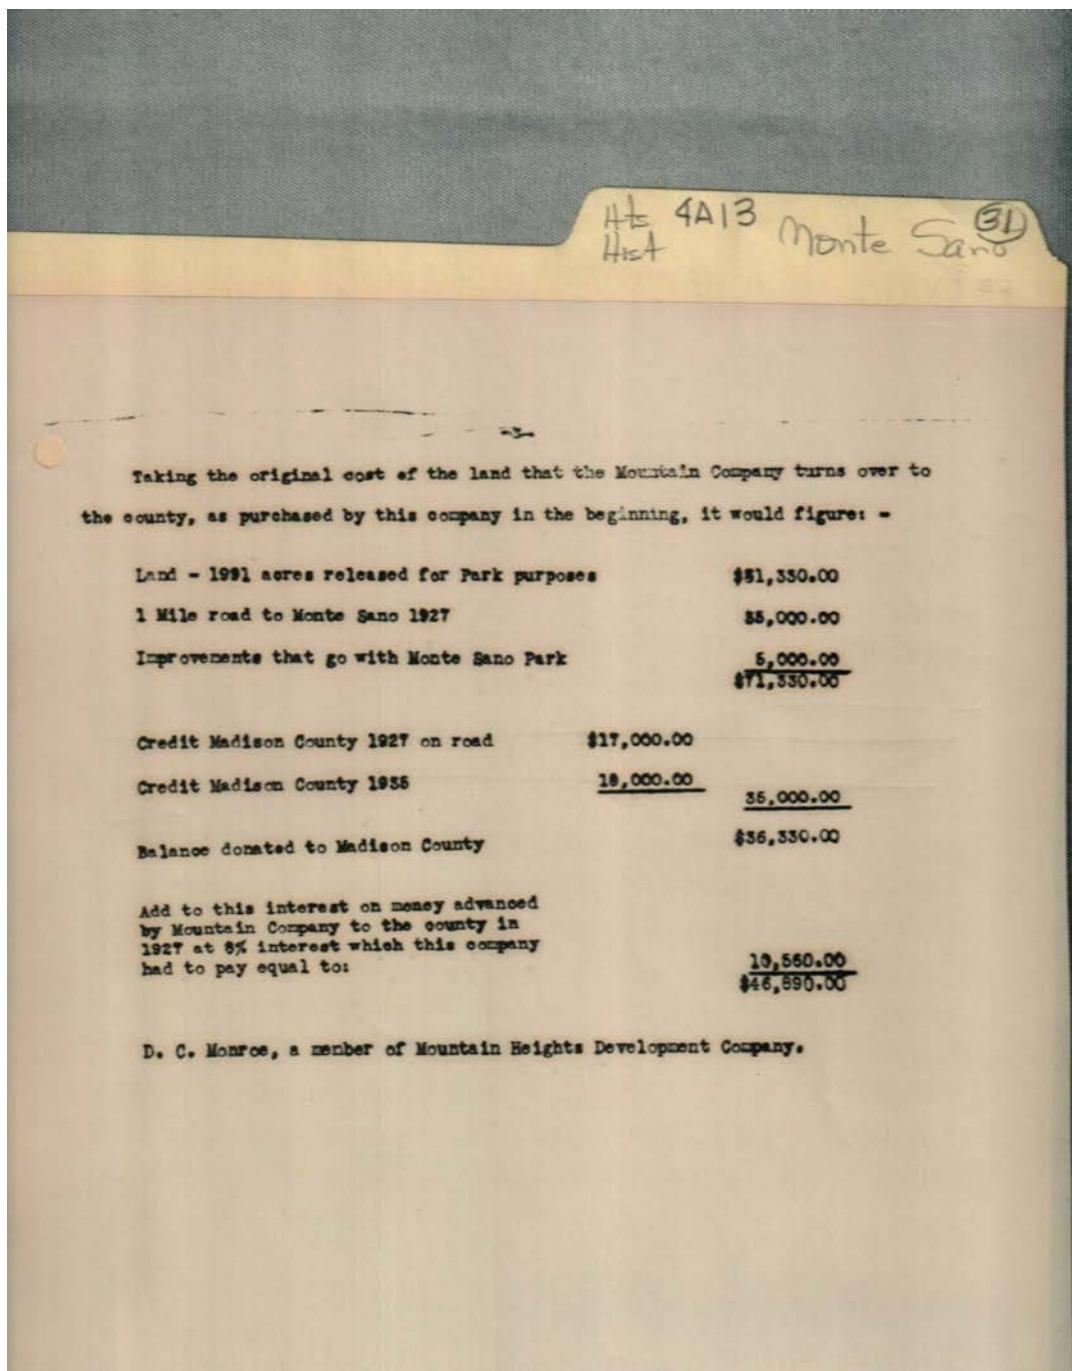 Hts 4A13 Monte Sano 31
Hist
-3-
Taking the original cost of the land that the Mountain Company turns over to
the county, as purchased by this company in the beginning, it would figure: -
Land - 1991 acres released for Park purposes $31,330.00
1 Mile road to Monte Sano 1927 35,000.00
Improvements that go with Monte Sano Park 5,000.00
$71,330.00
Credit Madison County 1927 on road $17,000.00
Credit Madison County 1935 18,000.00
35,000.00
Balance donated to Madison County $36,330.00
Add to this interest on money advanced
by Mountain Company to the county in
1927 at 8% interest which this company
had to pay equal to: 10,560.00
$46,890.00
D. C. Monroe, a member of Mountain Heights Development Company.